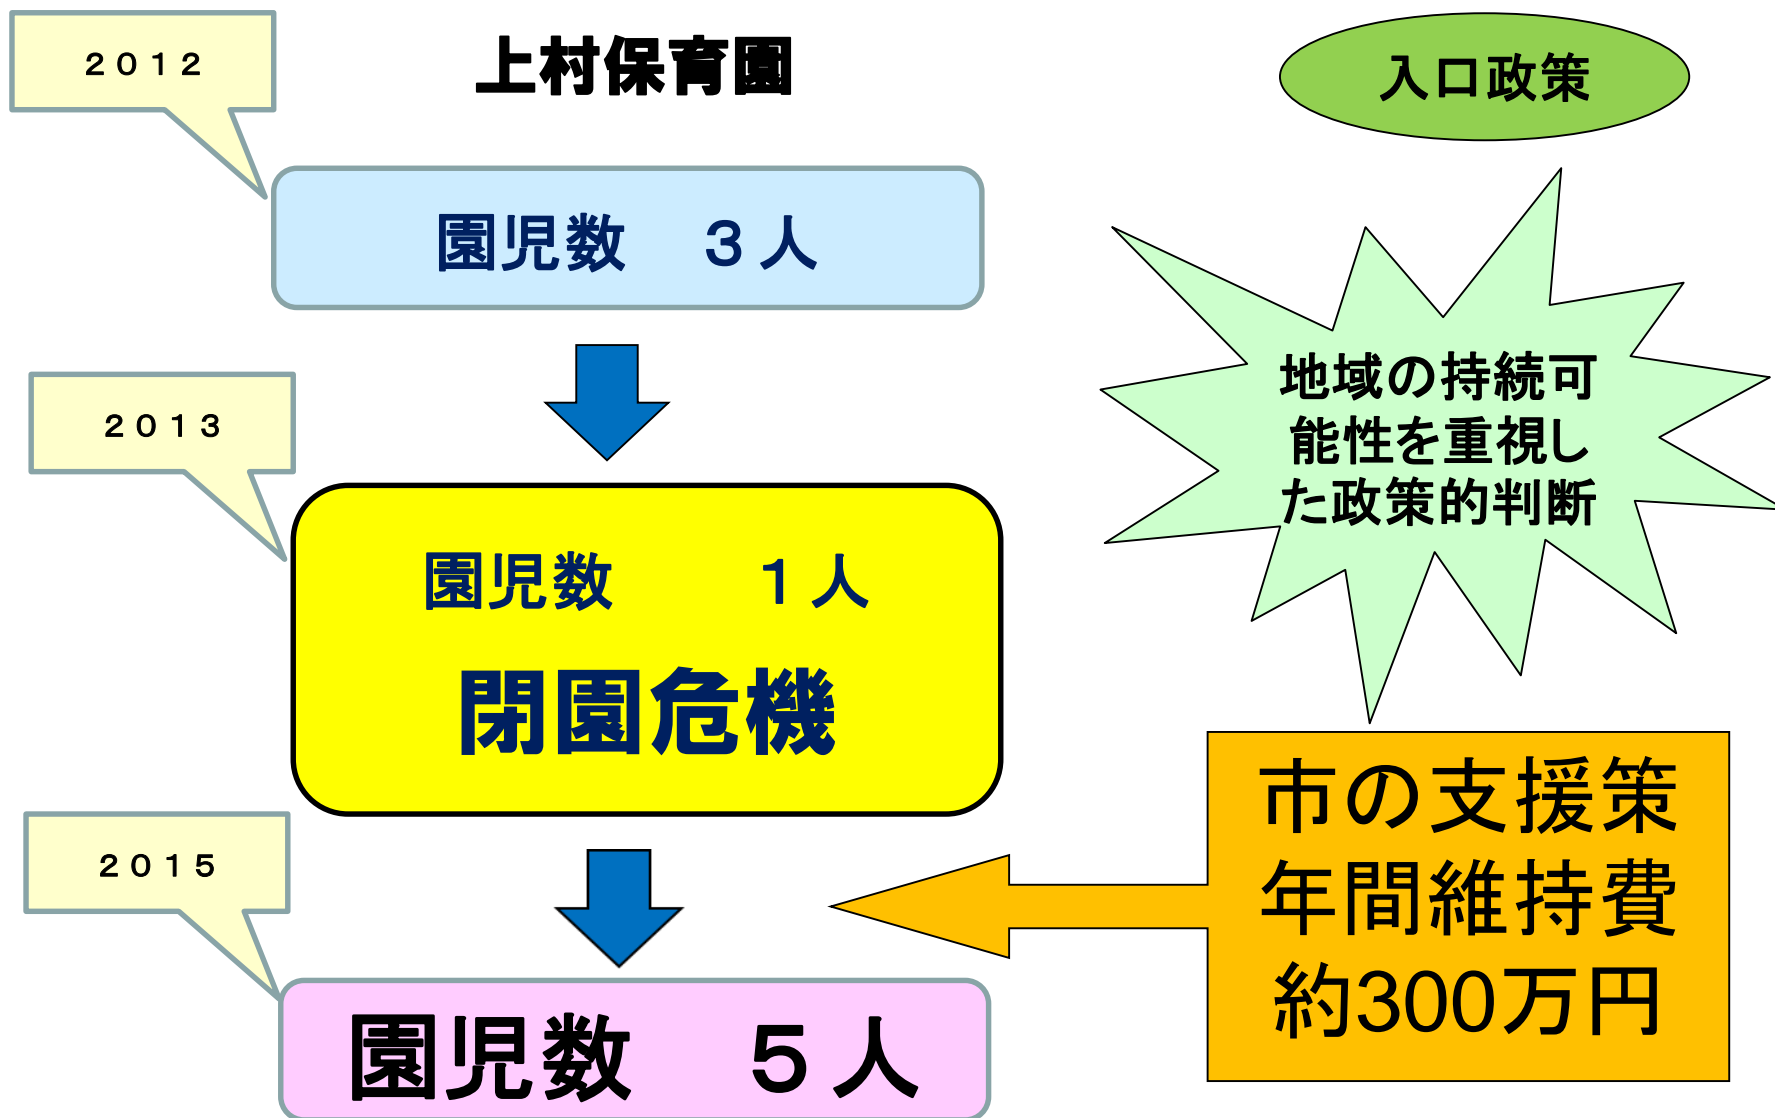 ２０１２
上村保育園
入口政策
園児数　３人
２０１３
地域の持続可
能性を重視し
た政策的判断
園児数　　１人
閉園危機
市の支援策
年間維持費
約300万円
２０１５
園児数　５人